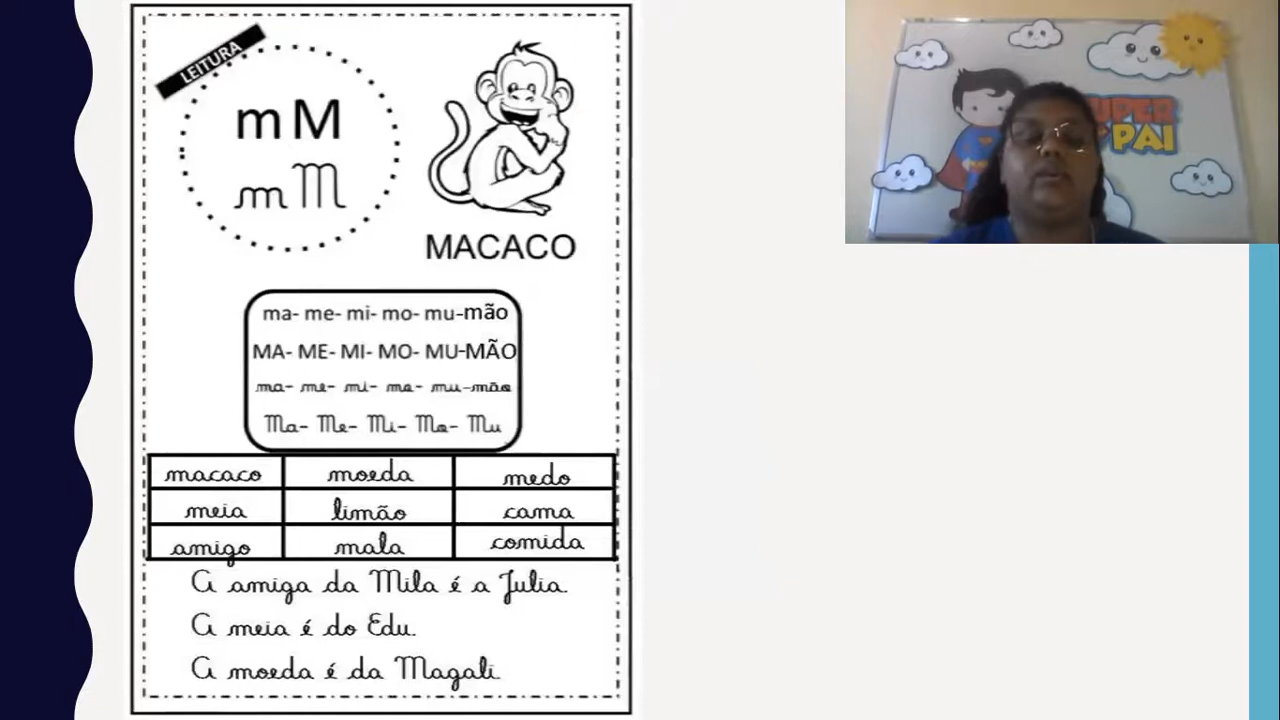 LEITURA
m M
m M
MACACO
ma- me- mi- mo- mu-mão
MA- ME- MI- MO- MU-MÃO
ma- me- mi- mo- mu-mão
Ma- Me- Mi- Mo- Mu
macaco moeda medo
meia limão cama
amigo mala comida
A amiga da Mila é a Julia.
A meia é do Edu.
A moeda é da Magali.
SUPER
PAI